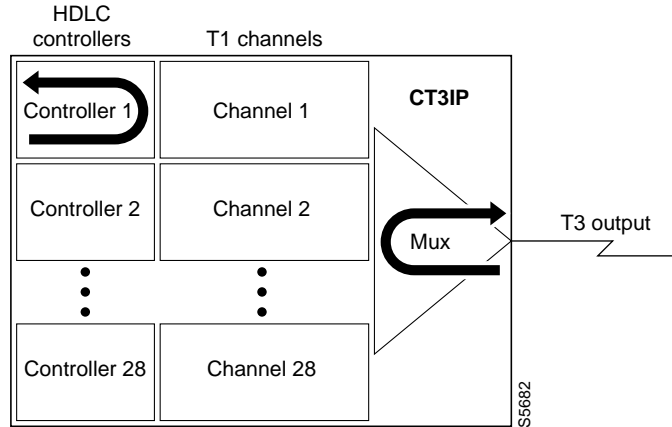 HDLC
controllers
T1 channels
Controller 1
Channel 1
CT3IP
Controller 2
Channel 2
Mux
T3 output
Controller 28
Channel 28
S5682